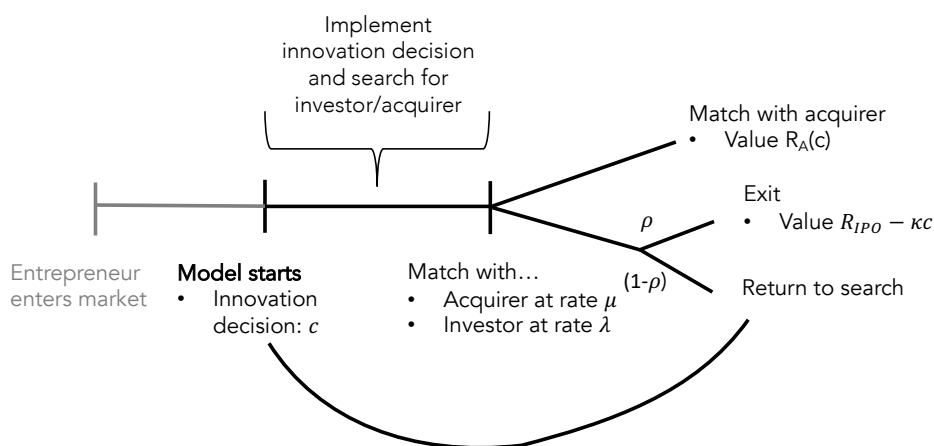 Implement
innovation decision
and search for
investor/acquirer
Match with acquirer
• Value R_A(c)
Exit
• Value R_IPO − κc
ρ
(1-ρ)
Return to search
Entrepreneur
enters market
Model starts
• Innovation
decision: c
Match with...
• Acquirer at rate μ
• Investor at rate λ